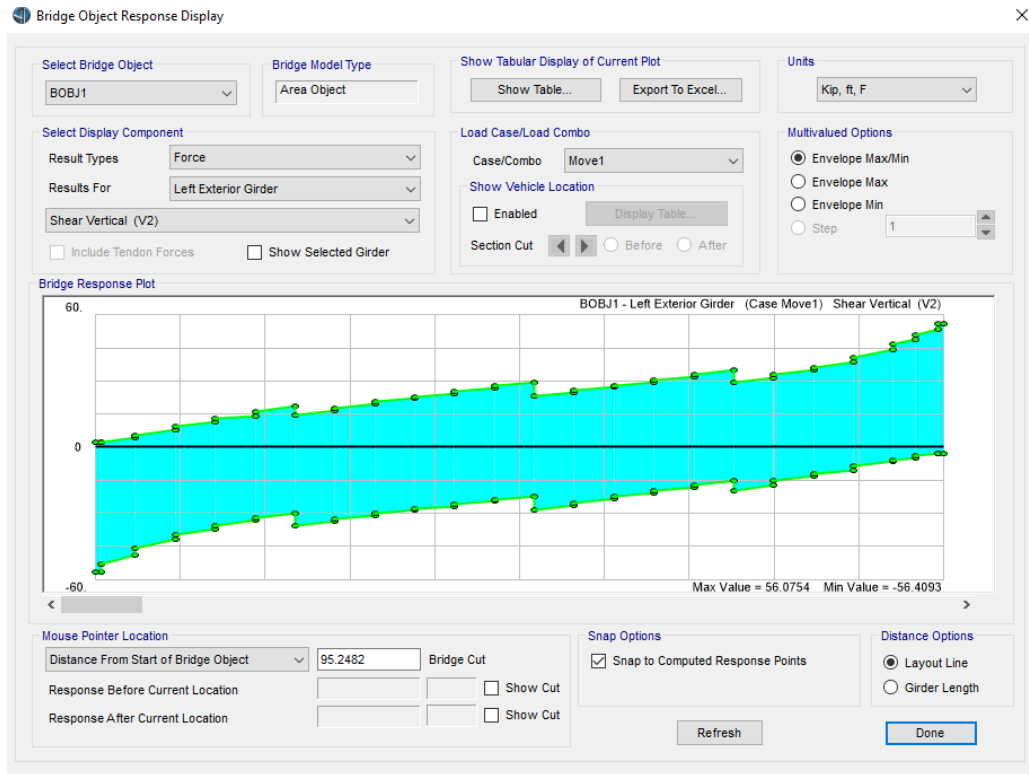 Bridge Object Response Display
Select Bridge Object
BOBJ1
Bridge Model Type
Area Object
Show Tabular Display of Current Plot
Show Table...
Export To Excel...
Units
Kip, ft, F
Select Display Component
Result Types
Force
Results For
Left Exterior Girder
Shear Vertical (V2)
Include Tendon Forces
Show Selected Girder
Load Case/Load Combo
Case/Combo
Move1
Show Vehicle Location
Enabled
Display Table...
Section Cut
Before
After
Multivalued Options
Envelope Max/Min
Envelope Max
Envelope Min
Step
1
Bridge Response Plot
60.
BOBJ1 - Left Exterior Girder (Case Move1) Shear Vertical (V2)
0
-60.
Max Value = 56.0754 Min Value = -56.4093
Mouse Pointer Location
Distance From Start of Bridge Object
95.2482
Bridge Cut
Response Before Current Location
Show Cut
Response After Current Location
Show Cut
Snap Options
Snap to Computed Response Points
Distance Options
Layout Line
Girder Length
Refresh
Done